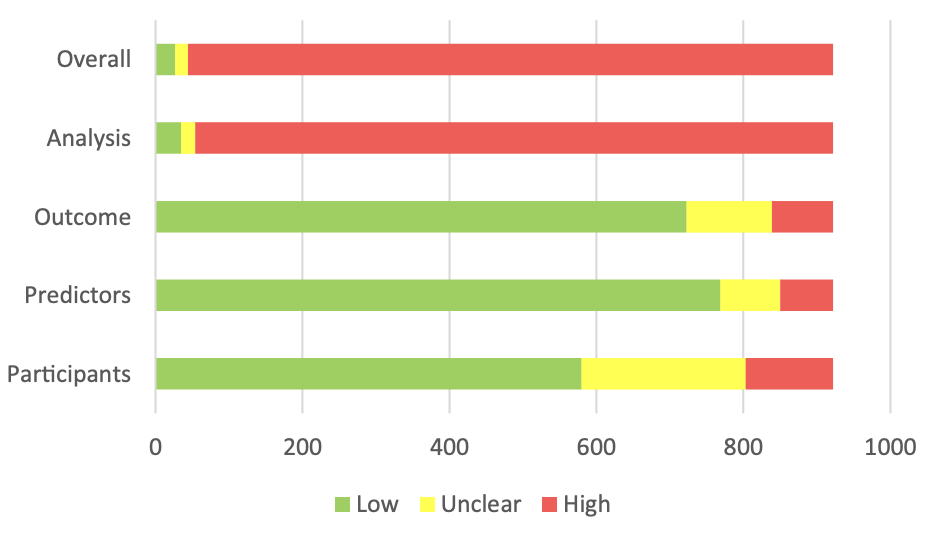 Overall
Analysis
Outcome
Predictors
Participants
0 200 400 600 800 1000
Low Unclear High